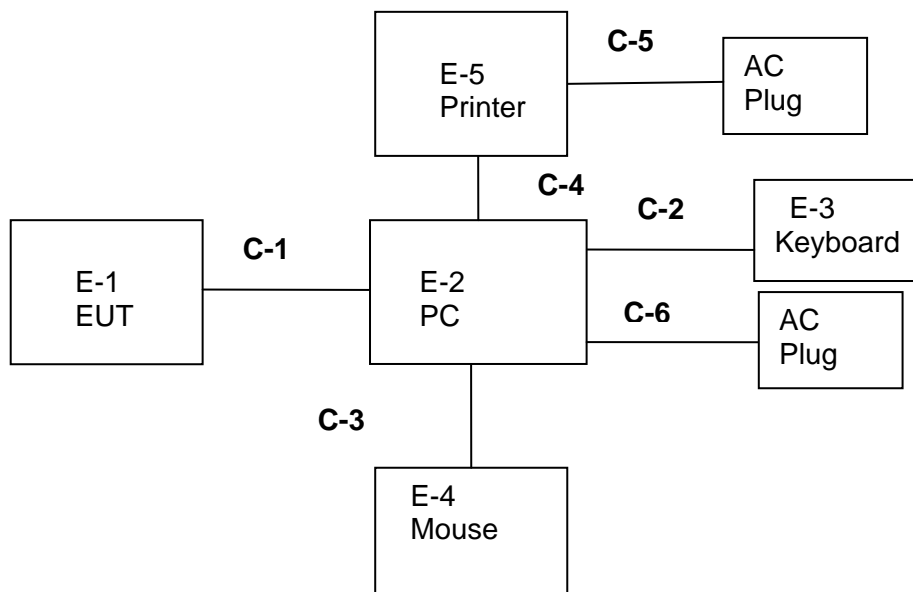 C-5
E-5
Printer
AC
Plug
C-4
C-2
E-3
Keyboard
C-1
E-1
EUT
E-2
PC
C-6
AC
Plug
C-3
E-4
Mouse